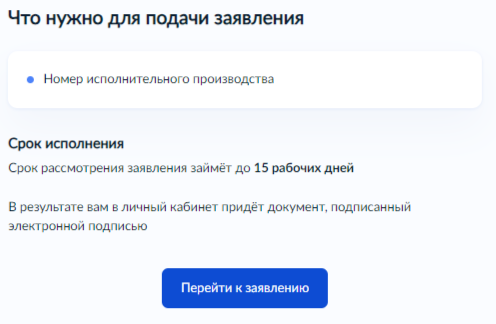 Что нужно для подачи заявления
Номер исполнительного производства
Срок исполнения
Срок рассмотрения заявления займёт до 15 рабочих дней
В результате вам в личный кабинет придёт документ, подписанный
электронной подписью
Перейти к заявлению